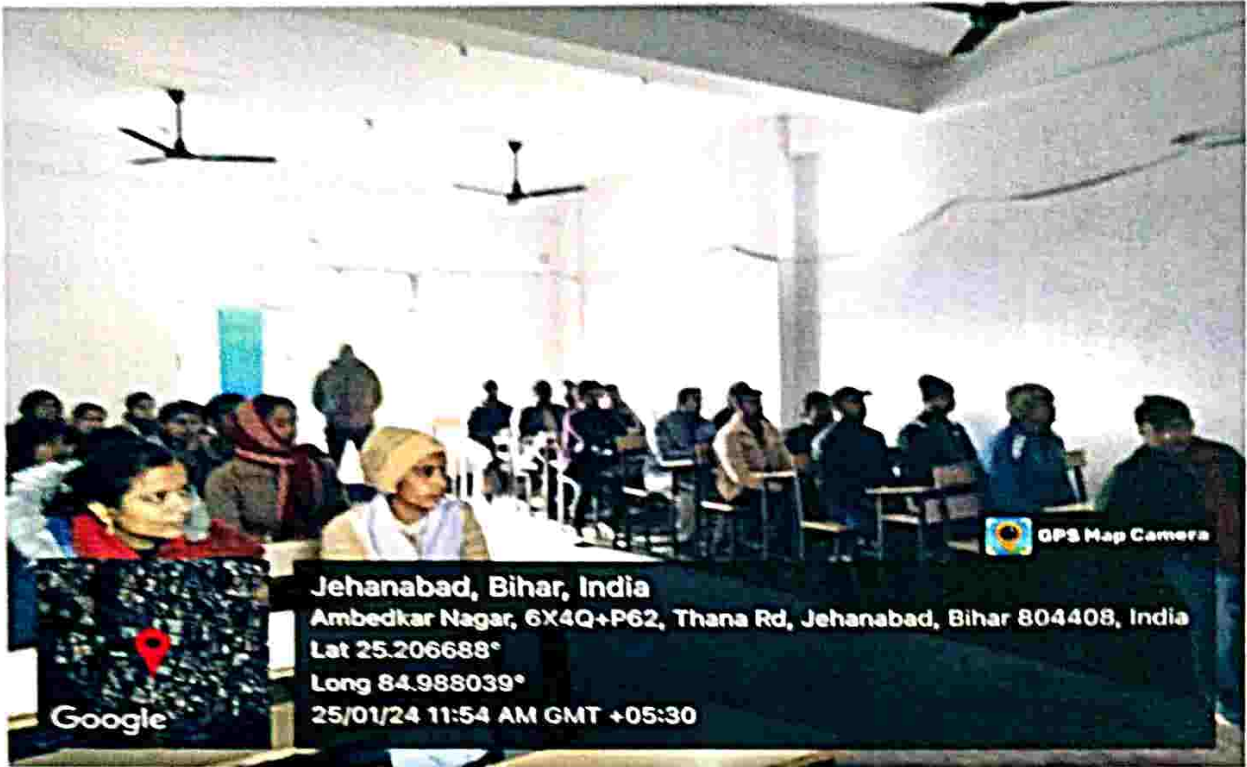 GPS Map Camera
Jehanabad, Bihar, India
Ambedkar Nagar, 6X4Q+P62, Thana Rd, Jehanabad, Bihar 804408, India
Lat 25.206688°
Long 84.988039°
25/01/24 11:54 AM GMT +05:30
Google